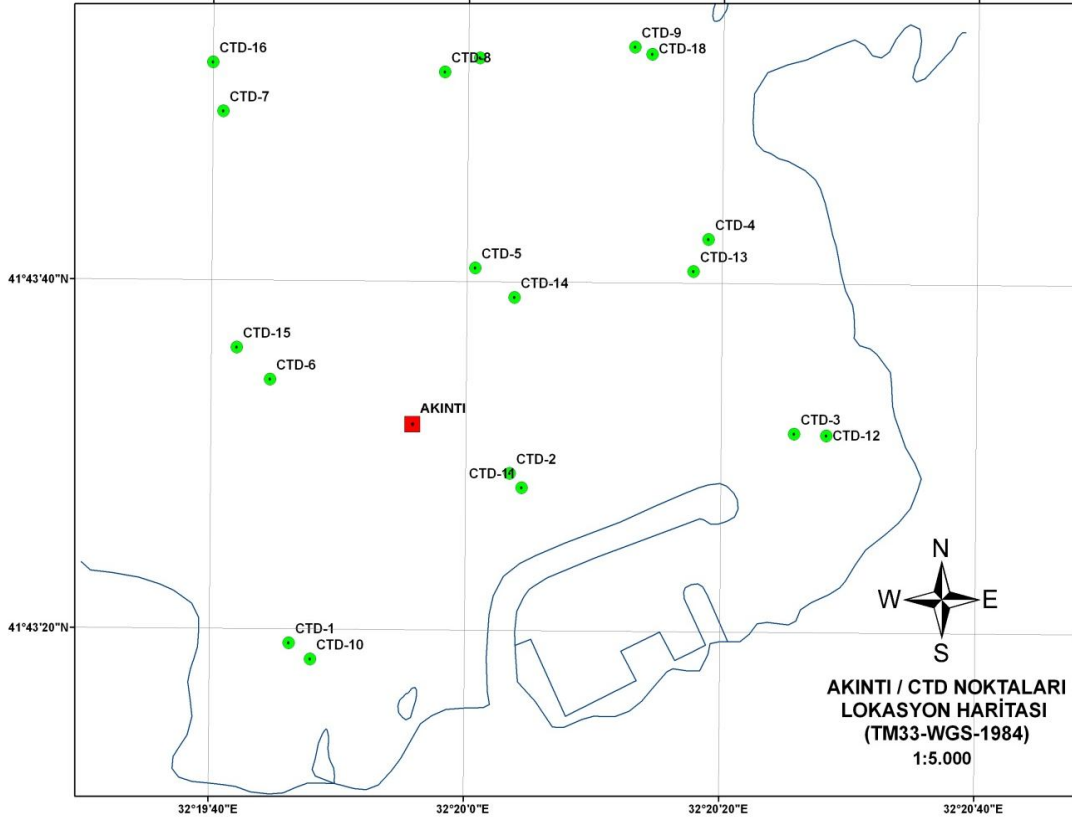 CTD-9
CTD-16
CTD-18
CTD-8
CTD-7
CTD-4
CTD-5
CTD-13
41°43'40"N
CTD-14
CTD-15
CTD-6
AKINTI
CTD-3
CTD-12
CTD-2
CTD-11
N
W
E
S
41°43'20"N
CTD-1
CTD-10
AKINTI / CTD NOKTALARI
LOKASYON HARİTASI
(TM33-WGS-1984)
1:5.000
32°19'40"E
32°20'0"E
32°20'20"E
32°20'40"E